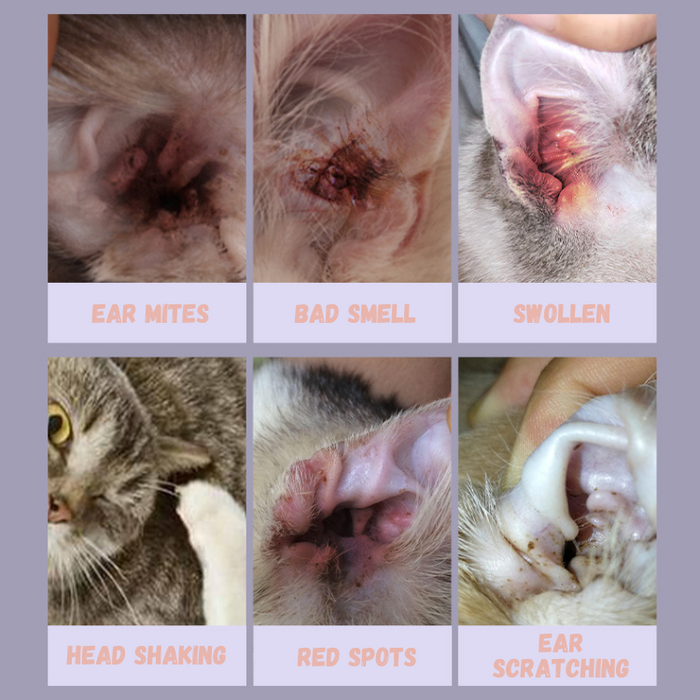 EAR MITES
BAD SMELL
SWOLLEN
HEAD SHAKING
RED SPOTS
EAR
SCRATCHING